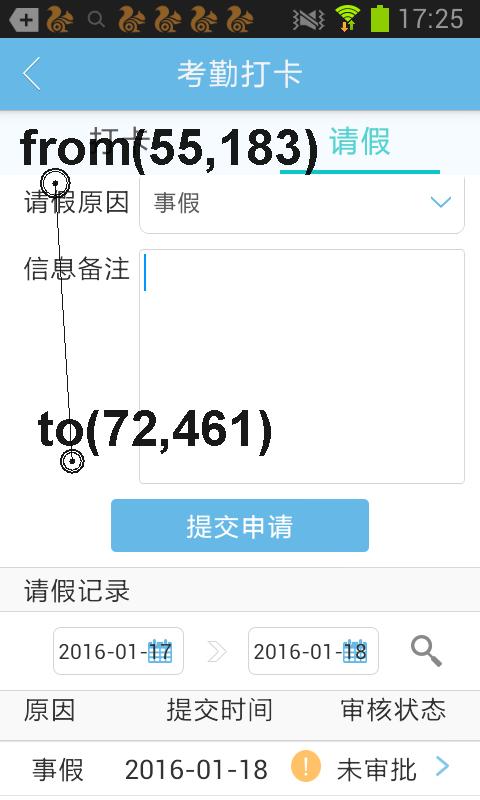 17:25
考勤打卡
打卡
请假
from(55,183)
请假原因
事假
信息备注
to(72,461)
提交申请
请假记录
2016-01-17
2016-01-18
原因
提交时间
审核状态
事假
2016-01-18
未审批